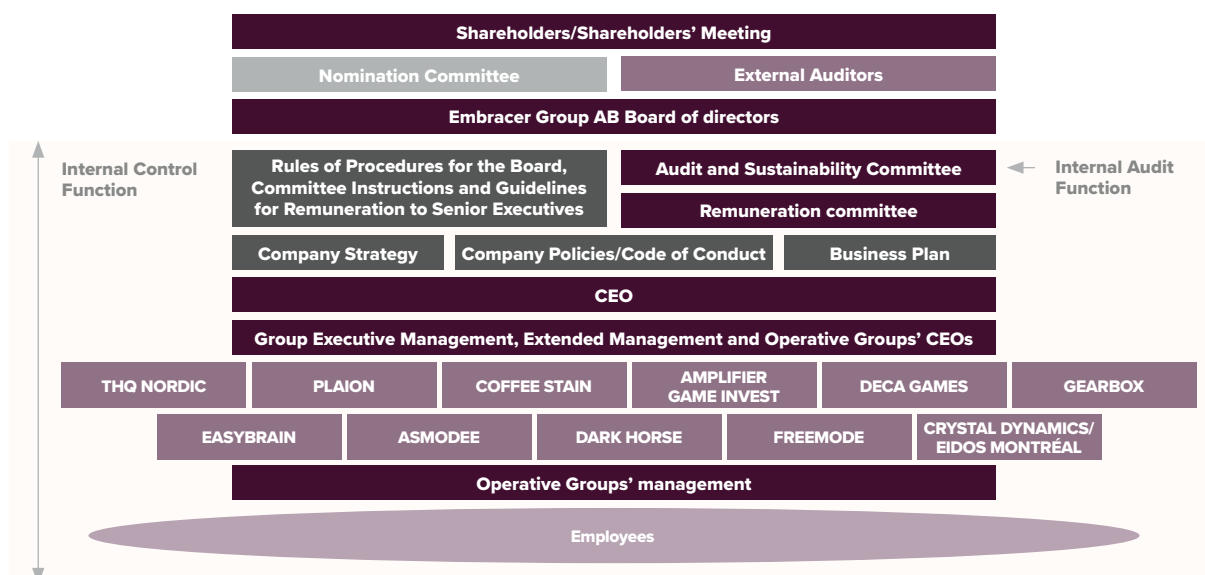 Shareholders/Shareholders’ Meeting
Nomination Committee
External Auditors
Embracer Group AB Board of directors
Internal Control
Function
Rules of Procedures for the Board,
Committee Instructions and Guidelines
for Remuneration to Senior Executives
Audit and Sustainability Committee
Remuneration committee
Internal Audit
Function
Company Strategy
Company Policies/Code of Conduct
Business Plan
CEO
Group Executive Management, Extended Management and Operative Groups’ CEOs
THQ NORDIC
PLAION
COFFEE STAIN
AMPLIFIER
GAME INVEST
DECA GAMES
GEARBOX
EASYBRAIN
ASMODEE
DARK HORSE
FREEMODE
CRYSTAL DYNAMICS/
EIDOS MONTRÉAL
Operative Groups’ management
Employees